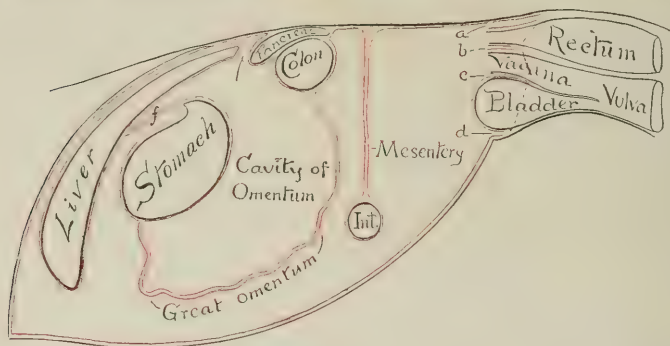 Pancreas
Colon
a
Rectum
b
Vagina
c
Vulva
Bladder
d
f
Stomach
Liver
Cavity of
Omentum
Mesentery
Int.
Great omentum